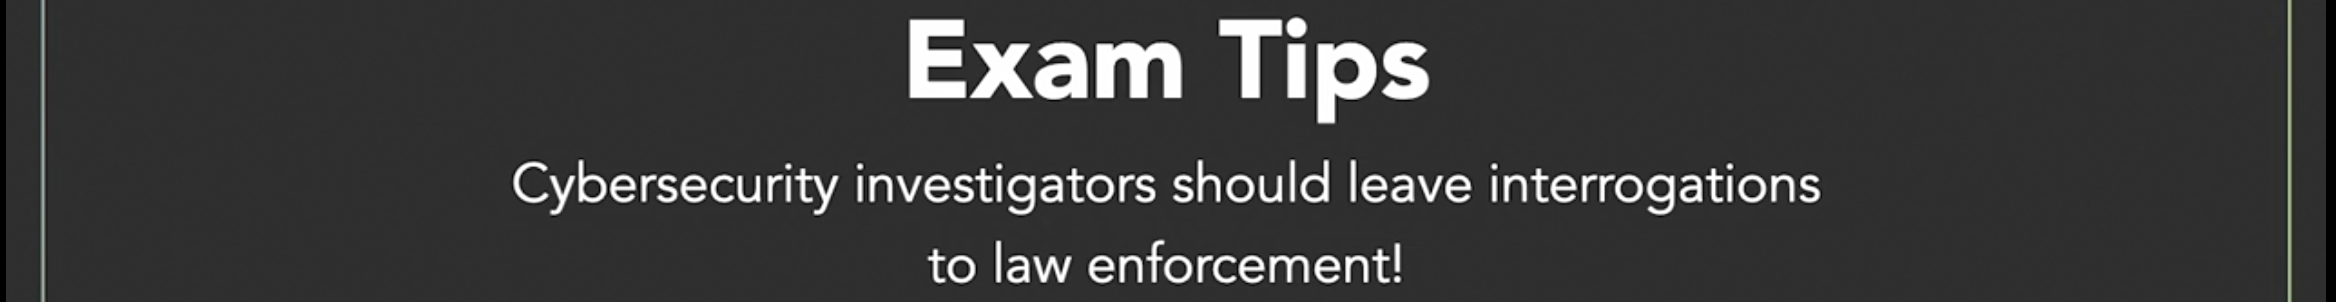 Exam Tips
Cybersecurity investigators should leave interrogations
to law enforcement!